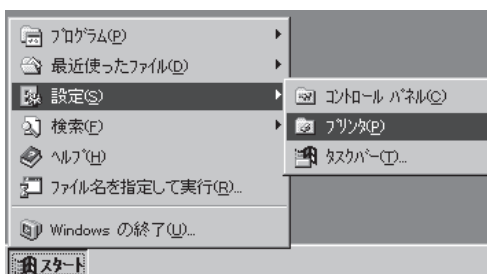 ﾌﾟﾛｸﾞﾗﾑ(P)
最近使ったﾌｧｲﾙ(D)
設定(S)
検索(F)
ﾍﾙﾌﾟ(H)
ﾌｧｲﾙ名を指定して実行(R)...
Windows の終了(U)...
ｺﾝﾄﾛｰﾙ ﾊﾟﾈﾙ(C)
ﾌﾟﾘﾝﾀ(P)
ﾀｽｸﾊﾞｰ(T)...
スタート